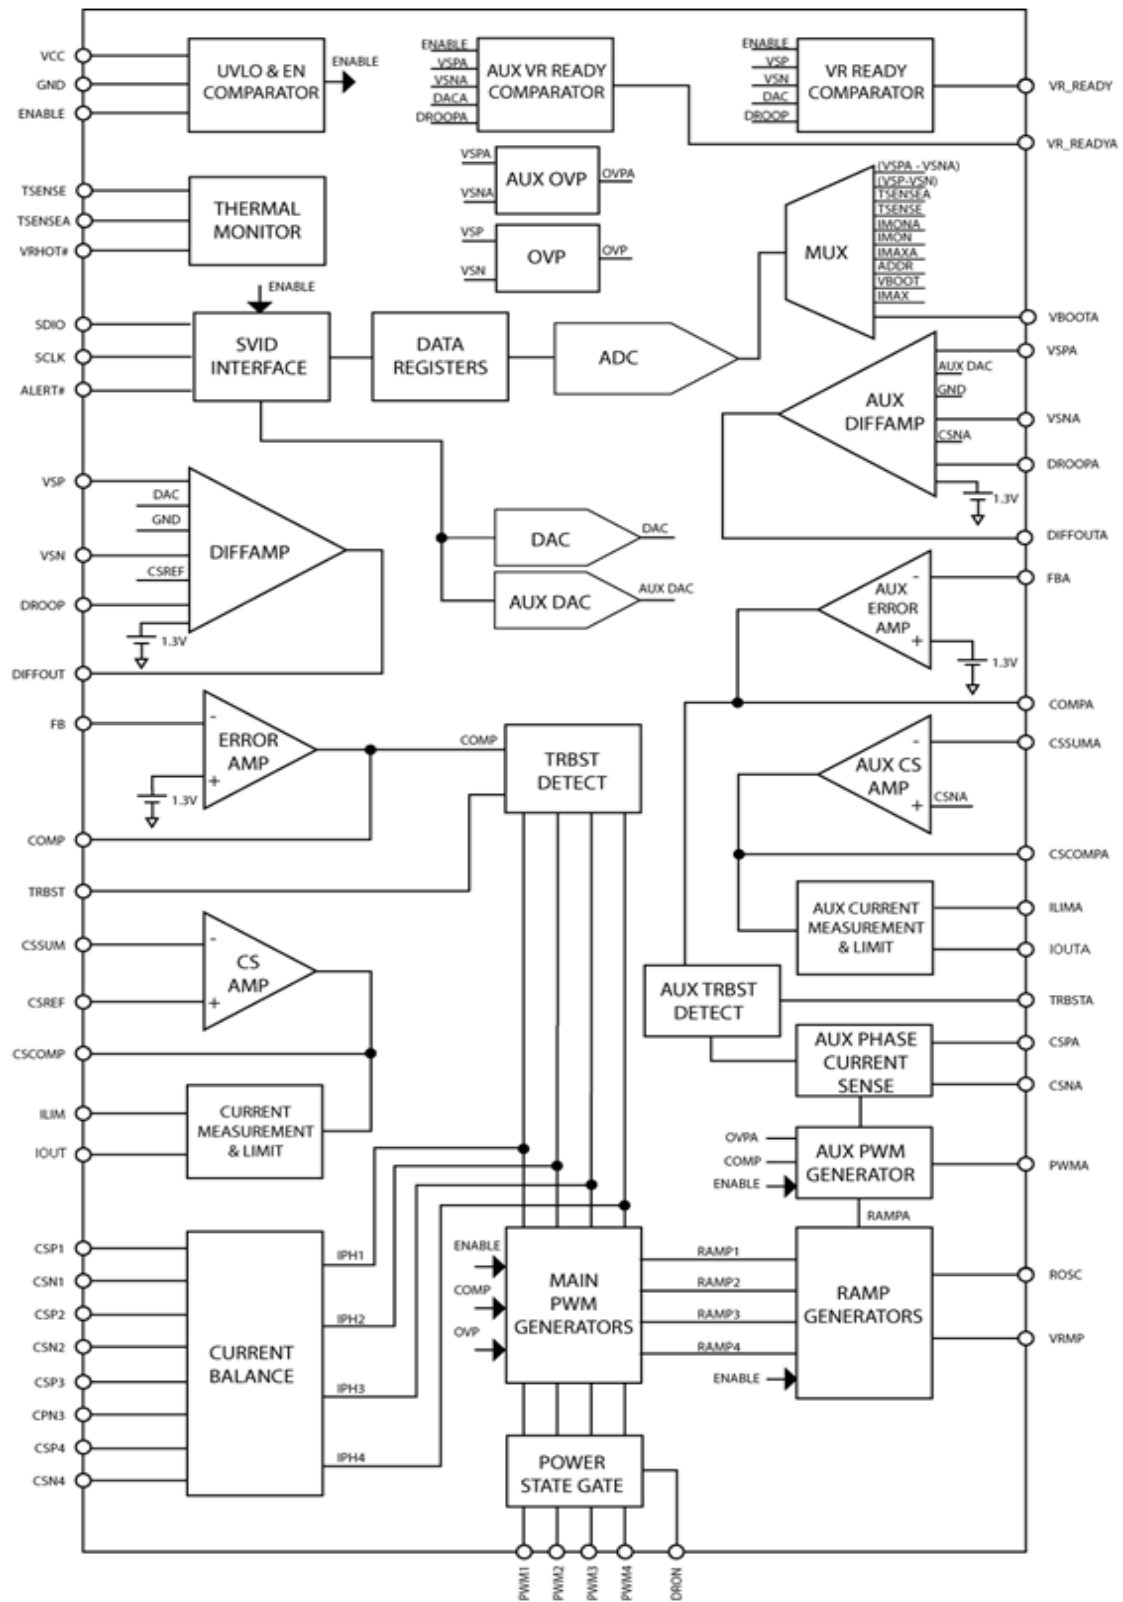 VCC
GND
ENABLE
UVLO & EN
COMPARATOR
ENABLE
ENABLE
VSPA
VSNA
DACA
DROOPA
AUX VR READY
COMPARATOR
ENABLE
VSP
VSN
DAC
DROOP
VR READY
COMPARATOR
VR_READY
VR_READYA
TSENSE
TSENSEA
VRHOT#
THERMAL
MONITOR
VSPA
VSNA
AUX OVP
OVPA
VSP
VSN
OVP
OVP
MUX
(VSPA - VSNA)
(VSP-VSN)
TSENSEA
TSENSE
IMONA
IMON
IMAXA
ADDR
VBOOT
IMAX
VBOOTA
ENABLE
SDIO
SCLK
ALERT#
SVID
INTERFACE
DATA
REGISTERS
ADC
VSPA
AUX DAC
GND
AUX
DIFFAMP
VSNA
CSNA
DROOPA
1.3V
DIFFOUTA
VSP
DAC
GND
VSN
CSREF
DROOP
DIFFAMP
1.3V
DIFFOUT
DAC
DAC
AUX DAC
AUX DAC
FBA
-
AUX
ERROR
AMP
+
1.3V
COMPA
FB
-
ERROR
AMP
+
1.3V
COMP
COMP
TRBST
TRBST
DETECT
CSSUMA
-
AUX CS
AMP
+
CSNA
CSCOMPA
AUX CURRENT
MEASUREMENT
& LIMIT
ILIMA
IOUTA
CSSUM
-
CS
AMP
CSREF
+
CSCOMP
AUX TRBST
DETECT
TRBSTA
AUX PHASE
CURRENT
SENSE
CSPA
CSNA
ILIM
IOUT
CURRENT
MEASUREMENT
& LIMIT
OVPA
COMP
ENABLE
AUX PWM
GENERATOR
PWMA
RAMPA
CSP1
CSN1
CSP2
CSN2
CSP3
CPN3
CSP4
CSN4
CURRENT
BALANCE
IPH1
IPH2
IPH3
IPH4
ENABLE
COMP
OVP
MAIN
PWM
GENERATORS
RAMP1
RAMP2
RAMP3
RAMP4
ENABLE
RAMP
GENERATORS
ROSC
VRMP
POWER
STATE GATE
PWM1
PWM2
PWM3
PWM4
DRON